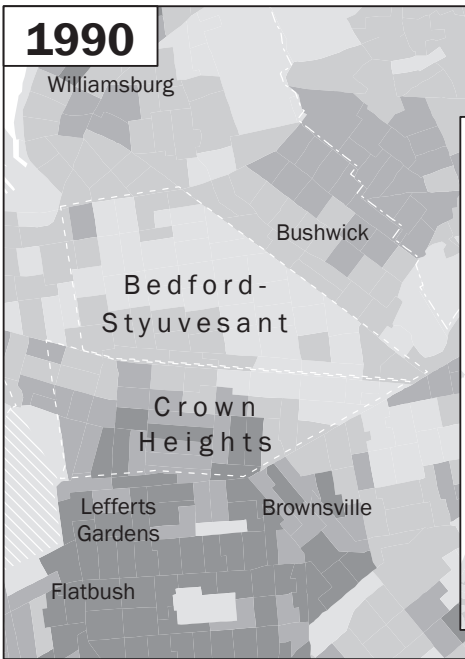 1990
Williamsburg
Bushwick
Bedford-
Styuvesant
Crown
Heights
Lefferts
Gardens
Brownsville
Flatbush